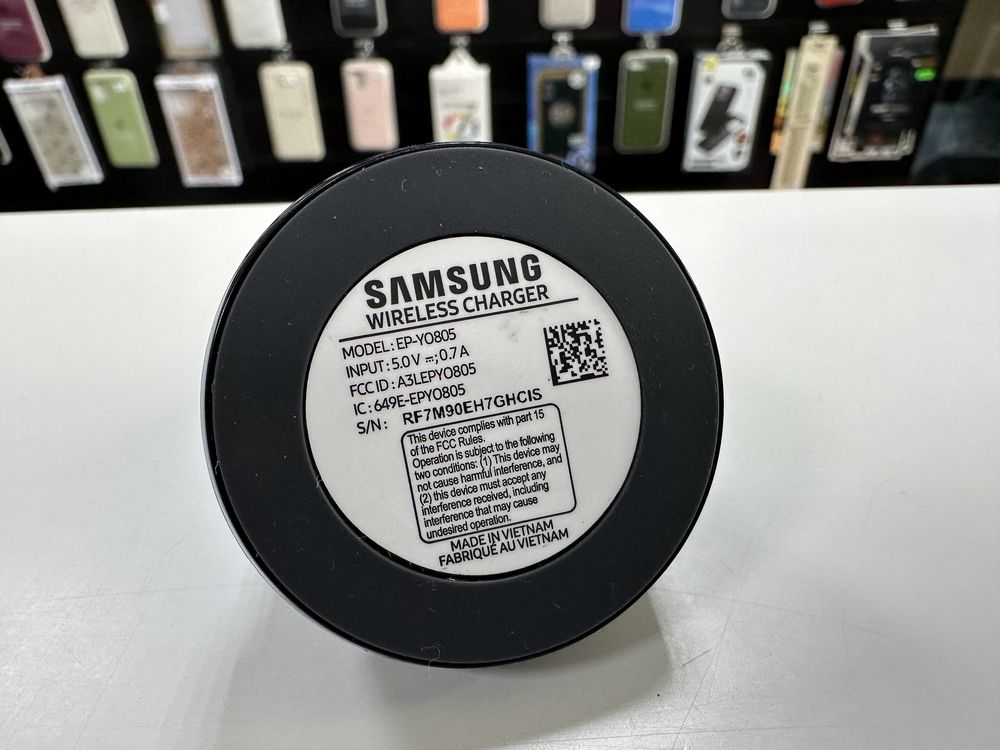 SAMSUNG
WIRELESS CHARGER
MODEL : EP-YO805
INPUT : 5.0V ⎓; 0.7A
FCC ID : A3LEPYO805
IC : 649E-EPYO805
S/N : RF7M90EH7GHCIS
This device complies with part 15
of the FCC Rules.
Operation is subject to the following
two conditions: (1) This device may
not cause harmful interference, and
(2) this device must accept any
interference received, including
interference that may cause
undesired operation.
MADE IN VIETNAM
FABRIQUÉ AU VIETNAM